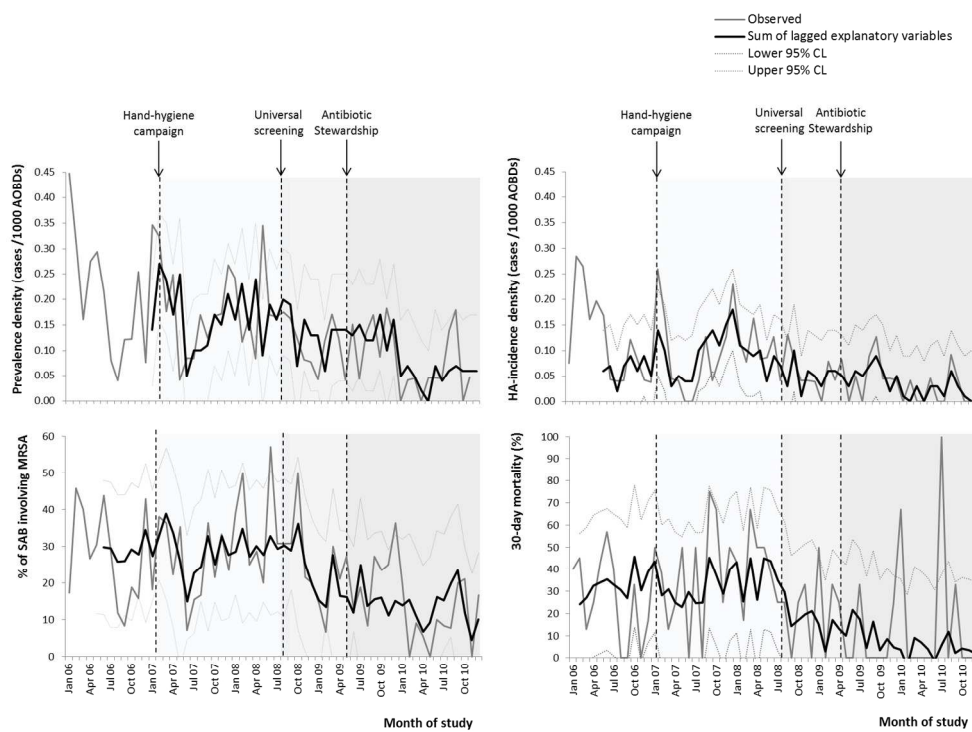 Observed
Sum of lagged explanatory variables
Lower 95% CL
Upper 95% CL
Hand-hygiene
campaign
Universal
screening
Antibiotic
Stewardship
Prevalence density (cases /1000 AOBDs)
0.45
0.40
0.35
0.30
0.25
0.20
0.15
0.10
0.05
0.00
Hand-hygiene
campaign
Universal
screening
Antibiotic
Stewardship
HA-incidence density (cases /1000 AOBDs)
0.45
0.40
0.35
0.30
0.25
0.20
0.15
0.10
0.05
0.00
% of SAB involving MRSA
60
50
40
30
20
10
0
Jan 06
Apr 06
Jul 06
Oct 06
Jan 07
Apr 07
Jul 07
Oct 07
Jan 08
Apr 08
Jul 08
Oct 08
Jan 09
Apr 09
Jul 09
Oct 09
Jan 10
Apr 10
Jul 10
Oct 10
Month of study
30-day mortality (%)
100
90
80
70
60
50
40
30
20
10
0
Jan 06
Apr 06
Jul 06
Oct 06
Jan 07
Apr 07
Jul 07
Oct 07
Jan 08
Apr 08
Jul 08
Oct 08
Jan 09
Apr 09
Jul 09
Oct 09
Jan 10
Apr 10
Jul 10
Oct 10
Month of study